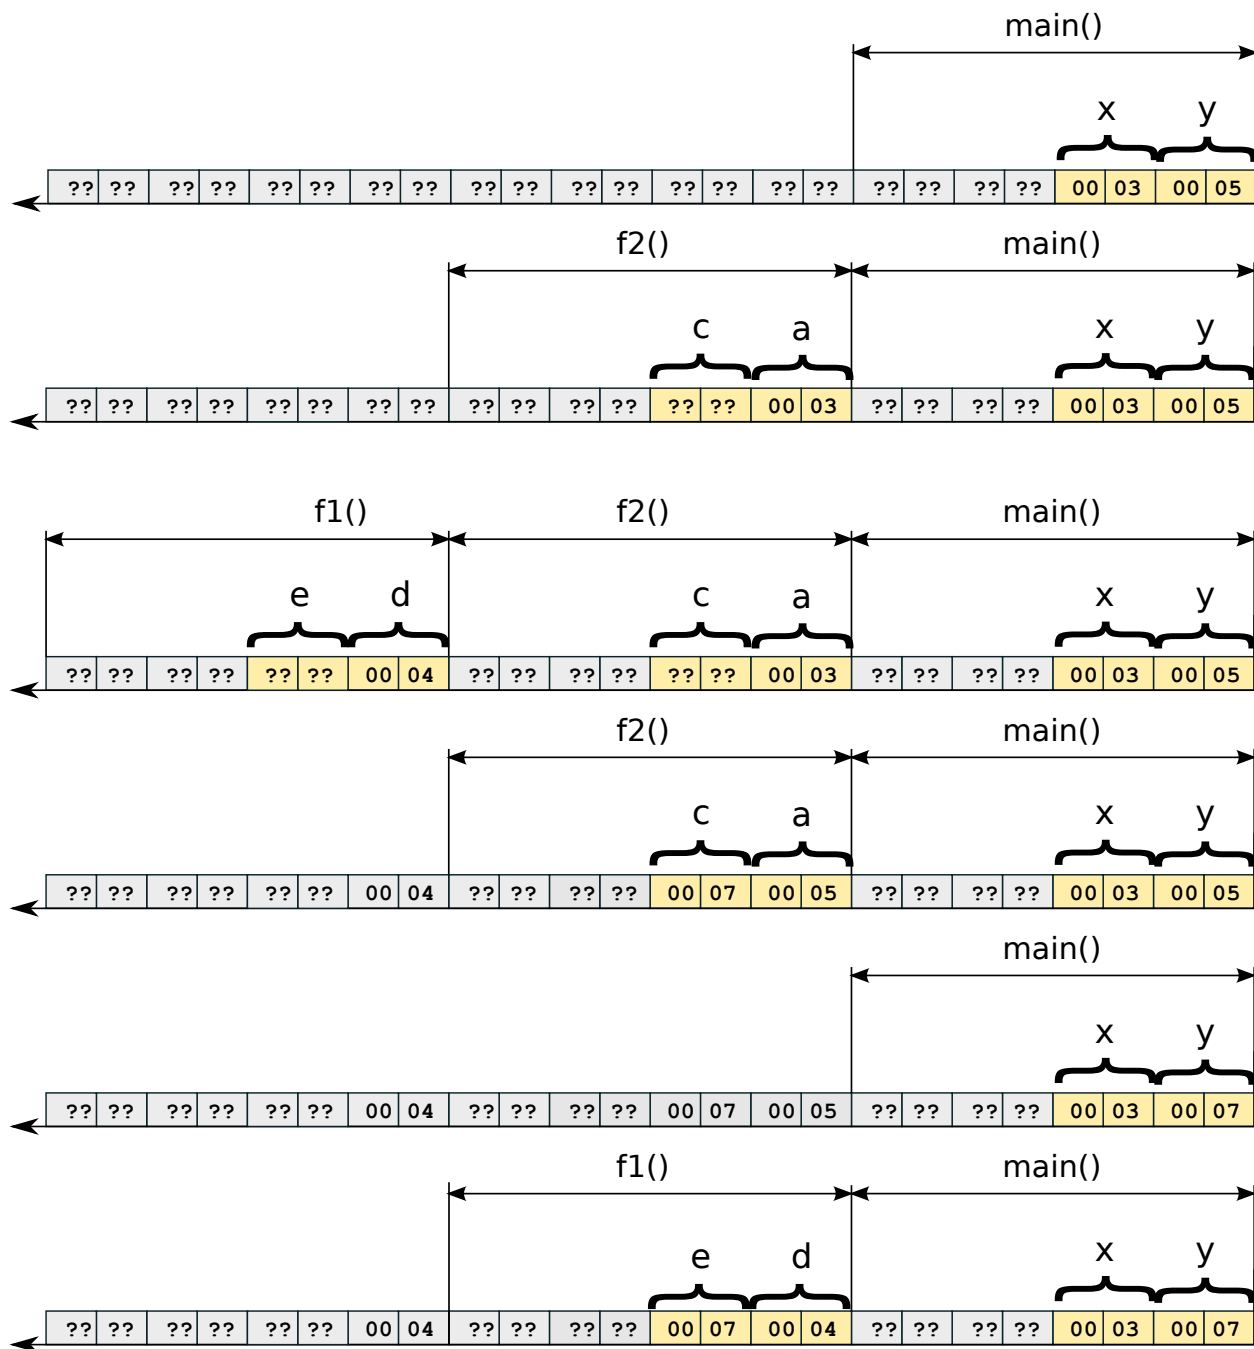 main()
x y
?? ?? ?? ?? ?? ?? ?? ?? ?? ?? ?? ?? ?? ?? ?? ?? ?? ?? ?? ?? 00 03 00 05
f2() main()
c a x y
?? ?? ?? ?? ?? ?? ?? ?? ?? ?? ?? ?? ?? ?? 00 03 ?? ?? ?? ?? 00 03 00 05
f1() f2() main()
e d c a x y
?? ?? ?? ?? ?? ?? 00 04 ?? ?? ?? ?? ?? ?? 00 03 ?? ?? ?? ?? 00 03 00 05
f2() main()
c a x y
?? ?? ?? ?? ?? ?? 00 04 ?? ?? ?? ?? 00 07 00 05 ?? ?? ?? ?? 00 03 00 05
main()
x y
?? ?? ?? ?? ?? ?? 00 04 ?? ?? ?? ?? 00 07 00 05 ?? ?? ?? ?? 00 03 00 07
f1() main()
e d x y
?? ?? ?? ?? ?? ?? 00 04 ?? ?? ?? ?? 00 07 00 04 ?? ?? ?? ?? 00 03 00 07